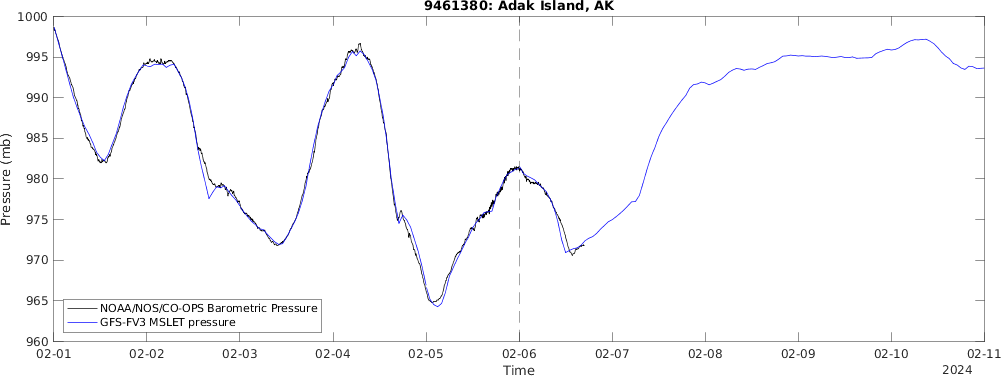 9461380: Adak Island, AK
1000
995
990
985
980
975
970
965
960
Pressure (mb)
NOAA/NOS/CO-OPS Barometric Pressure
GFS-FV3 MSLET pressure
02-01 02-02 02-03 02-04 02-05 02-06 02-07 02-08 02-09 02-10 02-11
Time
2024